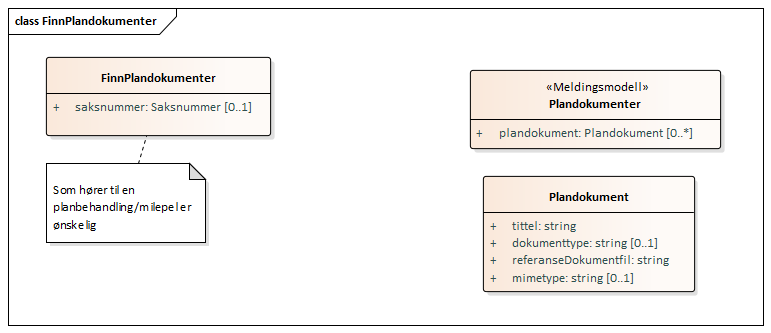 class FinnPlandokumenter
FinnPlandokumenter
+ saksnummer: Saksnummer [0..1]
Som hører til en
planbehandling/milepel er
ønskelig
«Meldingsmodell»
Plandokumenter
+ plandokument: Plandokument [0..*]
Plandokument
+ tittel: string
+ dokumenttype: string [0..1]
+ referanseDokumentfil: string
+ mimetype: string [0..1]